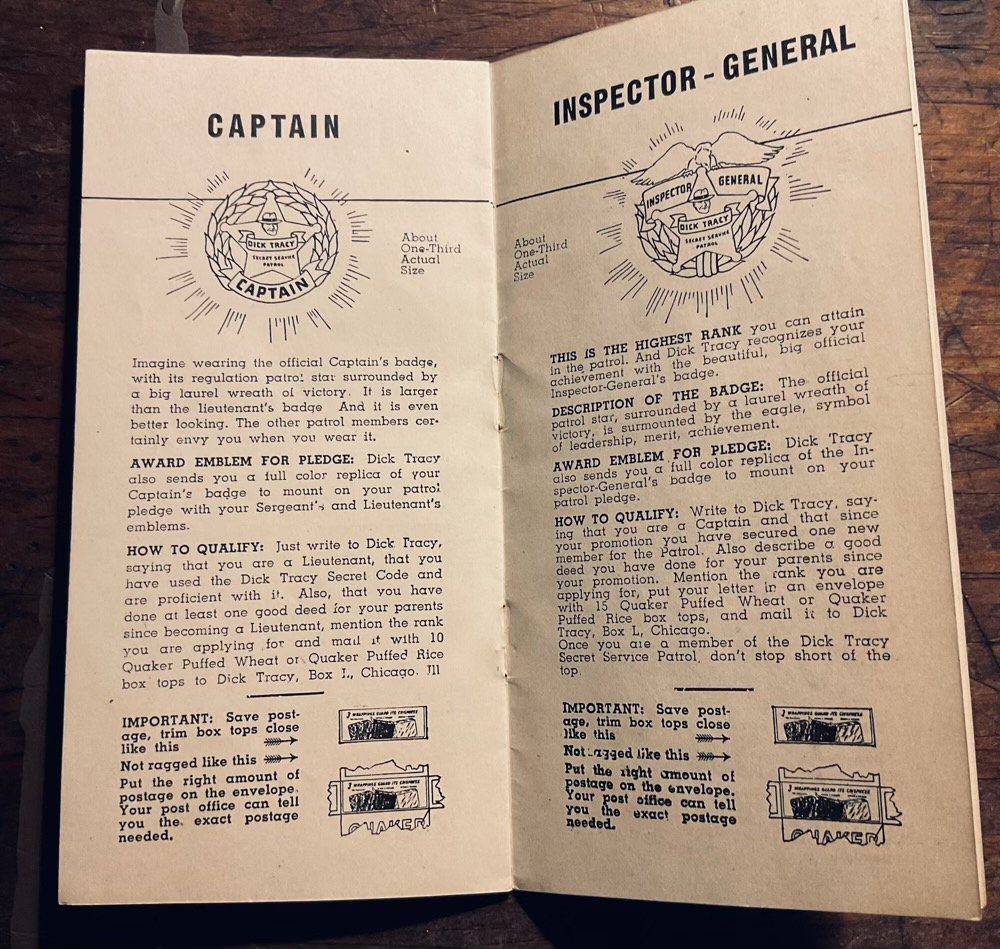 CAPTAIN
DICK TRACY
SECRET SERVICE
PATROL
CAPTAIN
About
One-Third
Actual
Size
Imagine wearing the official Captain's badge,
with its regulation patrol star surrounded by
a big laurel wreath of victory. It is larger
than the lieutenant's badge And it is even
better looking. The other patrol members cer-
tainly envy you when you wear it.
AWARD EMBLEM FOR PLEDGE: Dick Tracy
also sends you a full color replica of your
Captain's badge to mount on your patrol
pledge with your Sergeant's and Lieutenant's
emblems.
HOW TO QUALIFY: Just write to Dick Tracy,
saying that you are a Lieutenant, that you
have used the Dick Tracy Secret Code and
are proficient with it. Also, that you have
done at least one good deed for your parents
since becoming a Lieutenant, mention the rank
you are applying for and mail it with 10
Quaker Puffed Wheat or Quaker Puffed Rice
box tops to Dick Tracy, Box L, Chicago. Ill
IMPORTANT: Save post-
age, trim box tops close
like this
Not ragged like this
Put the right amount of
postage on the envelope.
Your post office can tell
you the exact postage
needed.
3 WRAPPINGS GUARD ITS CRISPNESS
3 WRAPPINGS GUARD ITS CRISPNESS
QUAKER
INSPECTOR-GENERAL
INSPECTOR GENERAL
DICK TRACY
SECRET SERVICE
PATROL
About
One-Third
Actual
Size
THIS IS THE HIGHEST RANK you can attain
in the patrol. And Dick Tracy recognizes your
achievement with the beautiful, big official
Inspector-General's badge.
DESCRIPTION OF THE BADGE: The official
patrol star, surrounded by a laurel wreath of
victory, is surmounted by the eagle, symbol
of leadership, merit, achievement.
AWARD EMBLEM FOR PLEDGE: Dick Tracy
also sends you a full color replica of the In-
spector-General's badge to mount on your
patrol pledge.
HOW TO QUALIFY: Write to Dick Tracy, say-
ing that you are a Captain and that since
your promotion you have secured one new
member for the Patrol. Also describe a good
deed you have done for your parents since
your promotion. Mention the rank you are
applying for, put your letter in an envelope
with 15 Quaker Puffed Wheat or Quaker
Puffed Rice box tops, and mail it to Dick
Tracy, Box L, Chicago.
Once you are a member of the Dick Tracy
Secret Service Patrol, don't stop short of the
top.
IMPORTANT: Save post-
age, trim box tops close
like this
Not ragged like this
Put the right amount of
postage on the envelope.
Your post office can tell
you the exact postage
needed.
3 WRAPPINGS GUARD ITS CRISPNESS
3 WRAPPINGS GUARD ITS CRISPNESS
QUAKER